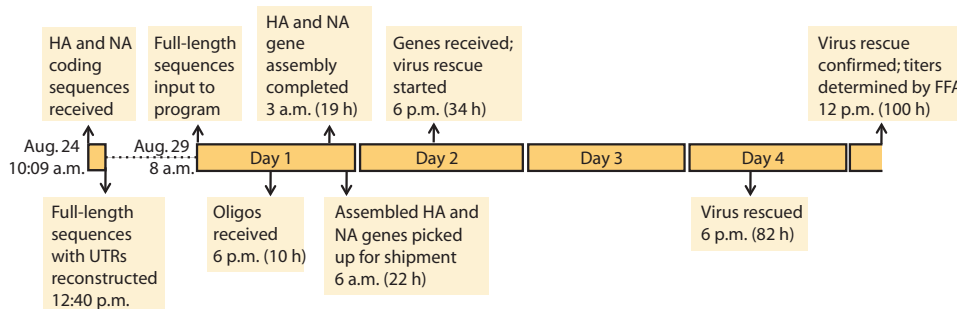 HA and NA
coding
sequences
received
Full-length
sequences
input to
program
HA and NA
gene
assembly
completed
3 a.m. (19 h)
Genes received;
virus rescue
started
6 p.m. (34 h)
Virus rescue
confirmed; titers
determined by FFA
12 p.m. (100 h)
Aug. 24
10:09 a.m.
Aug. 29
8 a.m.
Day 1
Day 2
Day 3
Day 4
Full-length
sequences
with UTRs
reconstructed
12:40 p.m.
Oligos
received
6 p.m. (10 h)
Assembled HA and
NA genes picked
up for shipment
6 a.m. (22 h)
Virus rescued
6 p.m. (82 h)